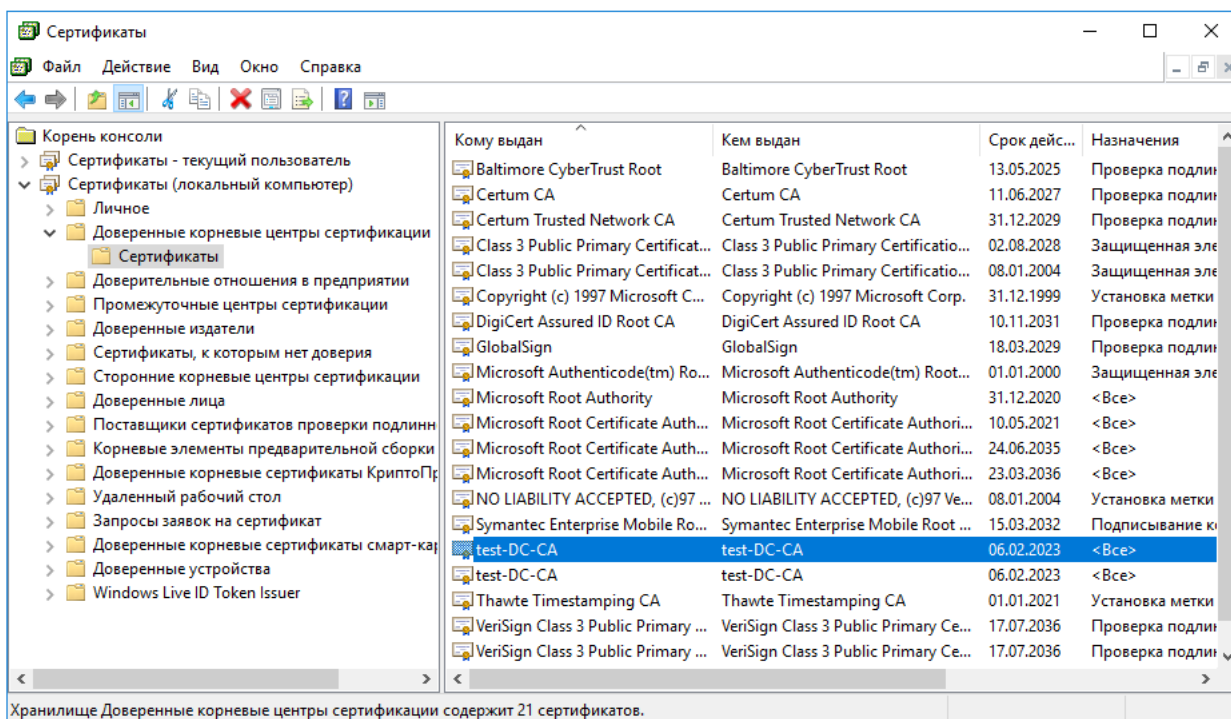 Сертификаты
Файл Действие Вид Окно Справка
Корень консоли
Сертификаты - текущий пользователь
Сертификаты (локальный компьютер)
Личное
Доверенные корневые центры сертификации
Сертификаты
Доверительные отношения в предприятии
Промежуточные центры сертификации
Доверенные издатели
Сертификаты, к которым нет доверия
Сторонние корневые центры сертификации
Доверенные лица
Поставщики сертификатов проверки подлинн
Корневые элементы предварительной сборки
Доверенные корневые сертификаты КриптоПр
Удаленный рабочий стол
Запросы заявок на сертификат
Доверенные корневые сертификаты смарт-кар
Доверенные устройства
Windows Live ID Token Issuer
Кому выдан Кем выдан Срок дейс... Назначения
Baltimore CyberTrust Root Baltimore CyberTrust Root 13.05.2025 Проверка подлин
Certum CA Certum CA 11.06.2027 Проверка подлин
Certum Trusted Network CA Certum Trusted Network CA 31.12.2029 Проверка подлин
Class 3 Public Primary Certificat... Class 3 Public Primary Certificatio... 02.08.2028 Защищенная эле
Class 3 Public Primary Certificat... Class 3 Public Primary Certificatio... 08.01.2004 Защищенная эле
Copyright (c) 1997 Microsoft C... Copyright (c) 1997 Microsoft Corp. 31.12.1999 Установка метки
DigiCert Assured ID Root CA DigiCert Assured ID Root CA 10.11.2031 Проверка подлин
GlobalSign GlobalSign 18.03.2029 Проверка подлин
Microsoft Authenticode(tm) Ro... Microsoft Authenticode(tm) Root... 01.01.2000 Защищенная эле
Microsoft Root Authority Microsoft Root Authority 31.12.2020 <Все>
Microsoft Root Certificate Auth... Microsoft Root Certificate Authori... 10.05.2021 <Все>
Microsoft Root Certificate Auth... Microsoft Root Certificate Authori... 24.06.2035 <Все>
Microsoft Root Certificate Auth... Microsoft Root Certificate Authori... 23.03.2036 <Все>
NO LIABILITY ACCEPTED, (c)97 ... NO LIABILITY ACCEPTED, (c)97 Ve... 08.01.2004 Установка метки
Symantec Enterprise Mobile Ro... Symantec Enterprise Mobile Root ... 15.03.2032 Подписывание ко
test-DC-CA test-DC-CA 06.02.2023 <Все>
test-DC-CA test-DC-CA 06.02.2023 <Все>
Thawte Timestamping CA Thawte Timestamping CA 01.01.2021 Установка метки
VeriSign Class 3 Public Primary ... VeriSign Class 3 Public Primary Ce... 17.07.2036 Проверка подлин
VeriSign Class 3 Public Primary ... VeriSign Class 3 Public Primary Ce... 17.07.2036 Проверка подлин
Хранилище Доверенные корневые центры сертификации содержит 21 сертификатов.